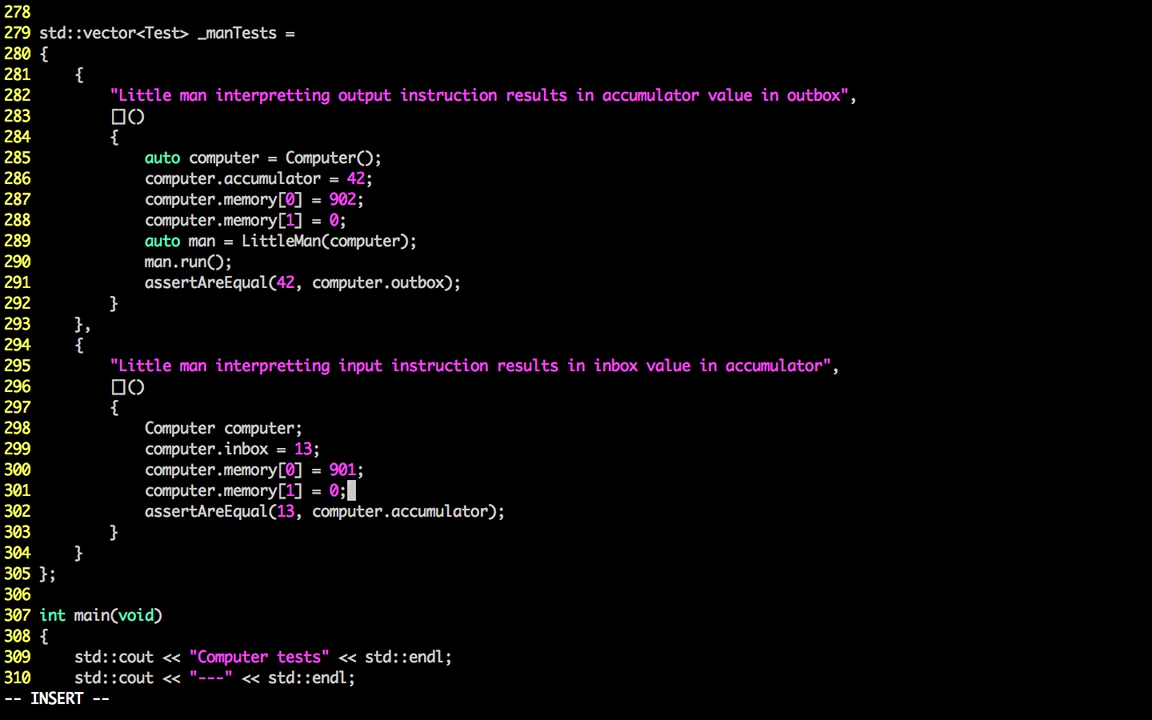 278
279 std::vector<Test> _manTests =
280 {
281     {
282         "Little man interpretting output instruction results in accumulator value in outbox",
283         []()
284         {
285             auto computer = Computer();
286             computer.accumulator = 42;
287             computer.memory[0] = 902;
288             computer.memory[1] = 0;
289             auto man = LittleMan(computer);
290             man.run();
291             assertAreEqual(42, computer.outbox);
292         }
293     },
294     {
295         "Little man interpretting input instruction results in inbox value in accumulator",
296         []()
297         {
298             Computer computer;
299             computer.inbox = 13;
300             computer.memory[0] = 901;
301             computer.memory[1] = 0;
302             assertAreEqual(13, computer.accumulator);
303         }
304     }
305 };
306
307 int main(void)
308 {
309     std::cout << "Computer tests" << std::endl;
310     std::cout << "---" << std::endl;
-- INSERT --